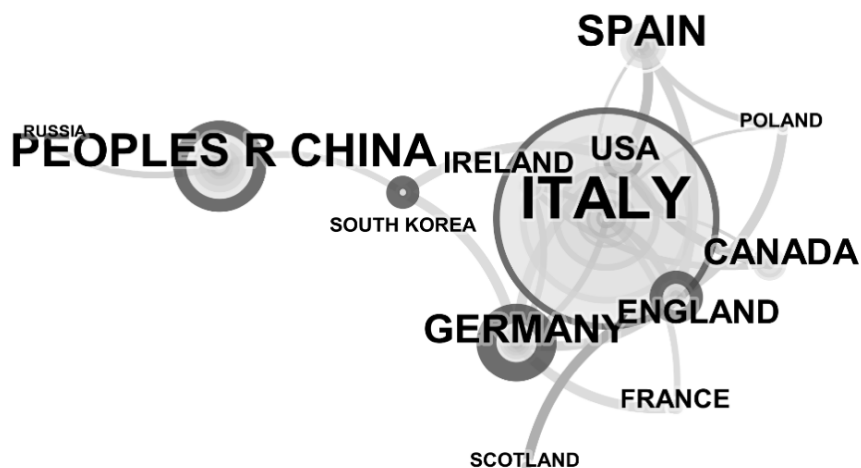 SPAIN
POLAND
RUSSIA
PEOPLES R CHINA
IRELAND
USA
ITALY
SOUTH KOREA
CANADA
ENGLAND
GERMANY
FRANCE
SCOTLAND